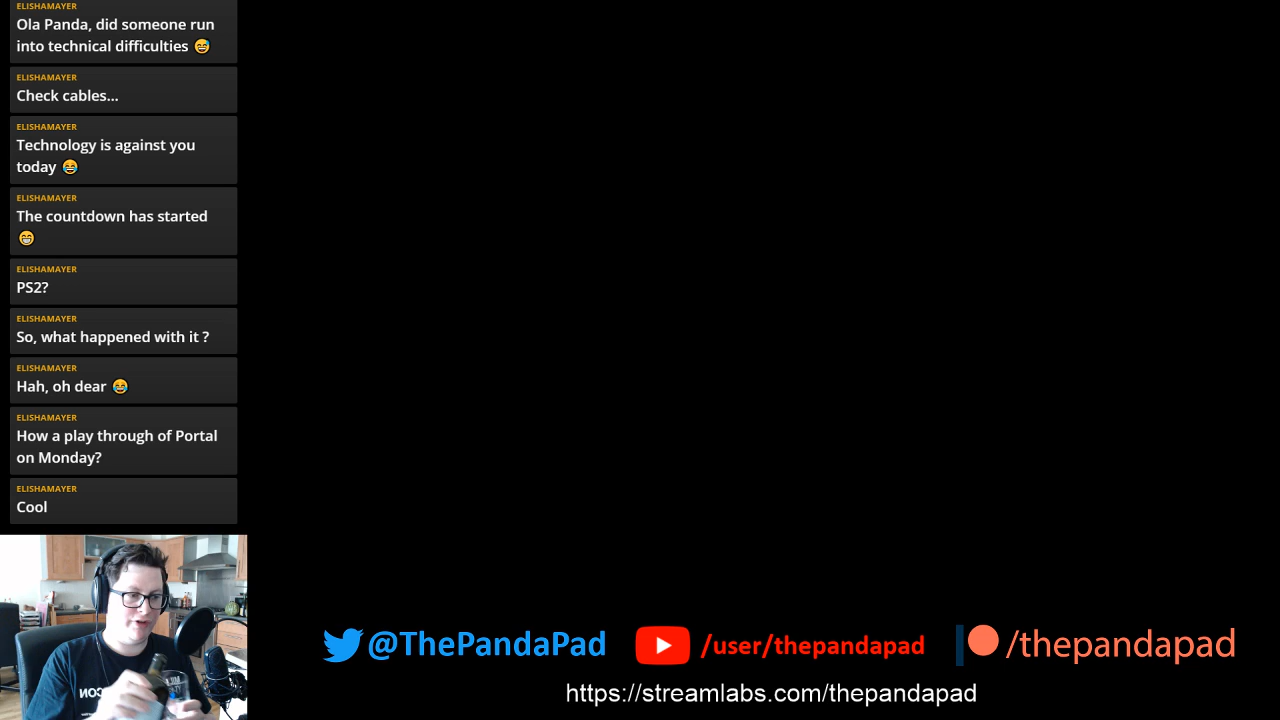 ELISHAMAYER
Ola Panda, did someone run
into technical difficulties 😅
ELISHAMAYER
Check cables...
ELISHAMAYER
Technology is against you
today 😂
ELISHAMAYER
The countdown has started
😁
ELISHAMAYER
PS2?
ELISHAMAYER
So, what happened with it ?
ELISHAMAYER
Hah, oh dear 😂
ELISHAMAYER
How a play through of Portal
on Monday?
ELISHAMAYER
Cool
@ThePandaPad
/user/thepandapad
/thepandapad
https://streamlabs.com/thepandapad